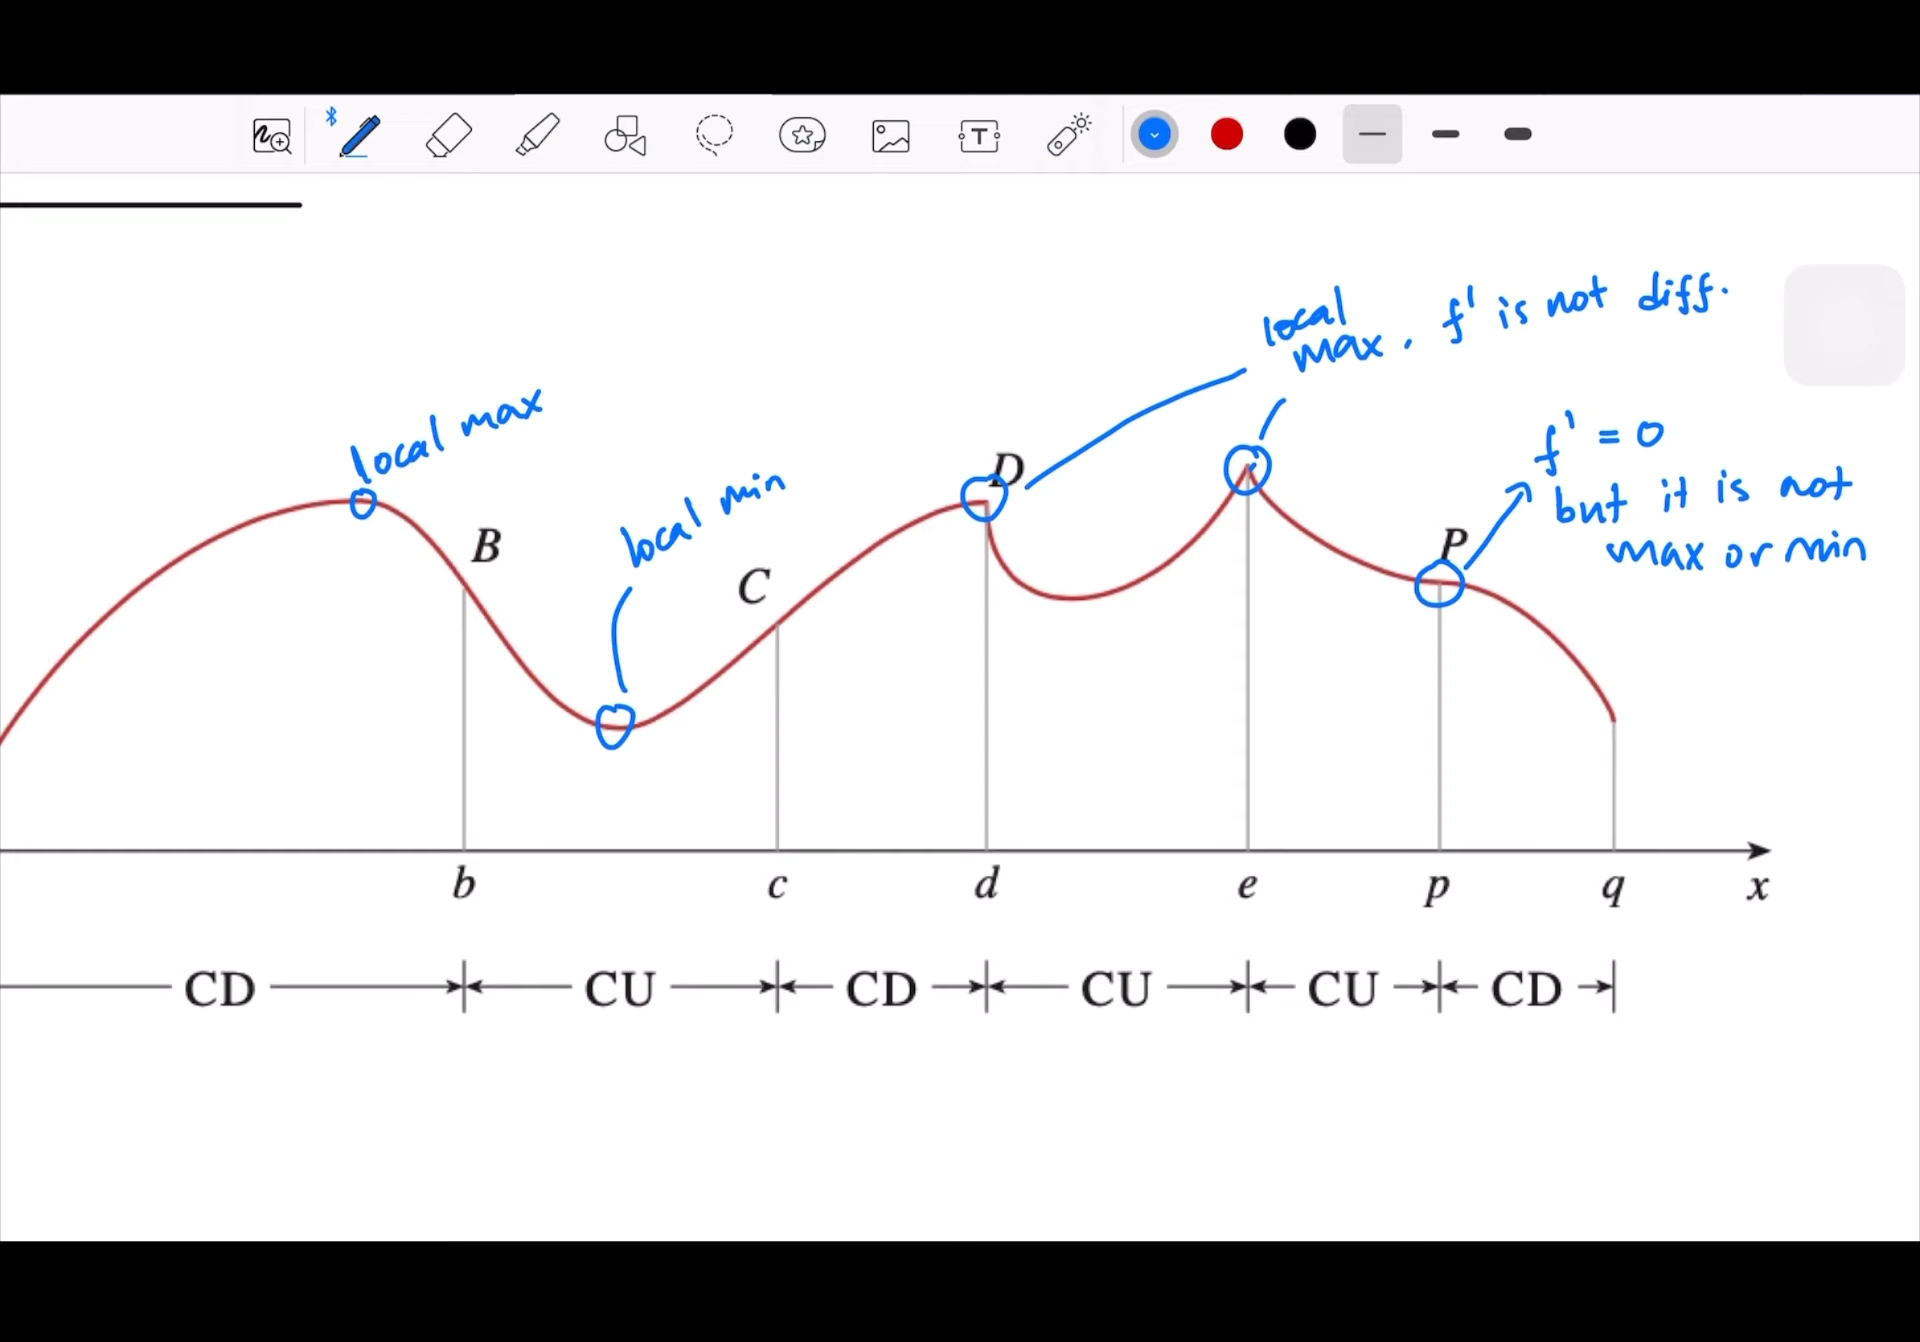 local
max. f' is not diff.
local max
f' = 0
but it is not
max or min
D
local min
B
P
C
b c d e p q x
CD CU CD CU CU CD